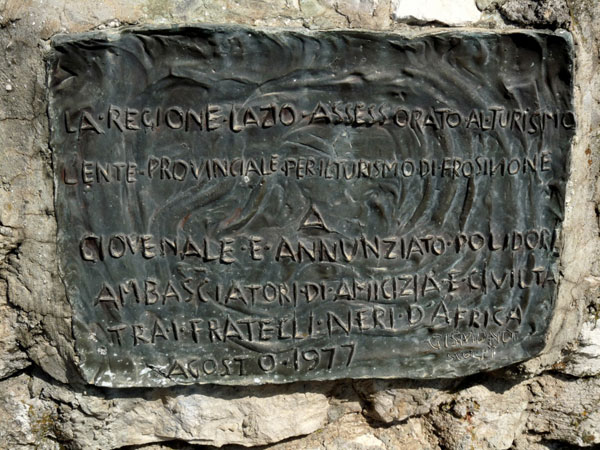 LA·REGIONE·LAZIO·ASSESSORATO·AL·TURISMO
L'ENTE·PROVINCIALE·PER·IL·TURISMO·DI·FROSINONE
A
GIOVENALE·E·ANNUNZIATO·POLIDORI
AMBASCIATORI·DI·AMICIZIA·E·CIVILTA
TRA·I·FRATELLI·NERI·D'AFRICA
AGOSTO·1977